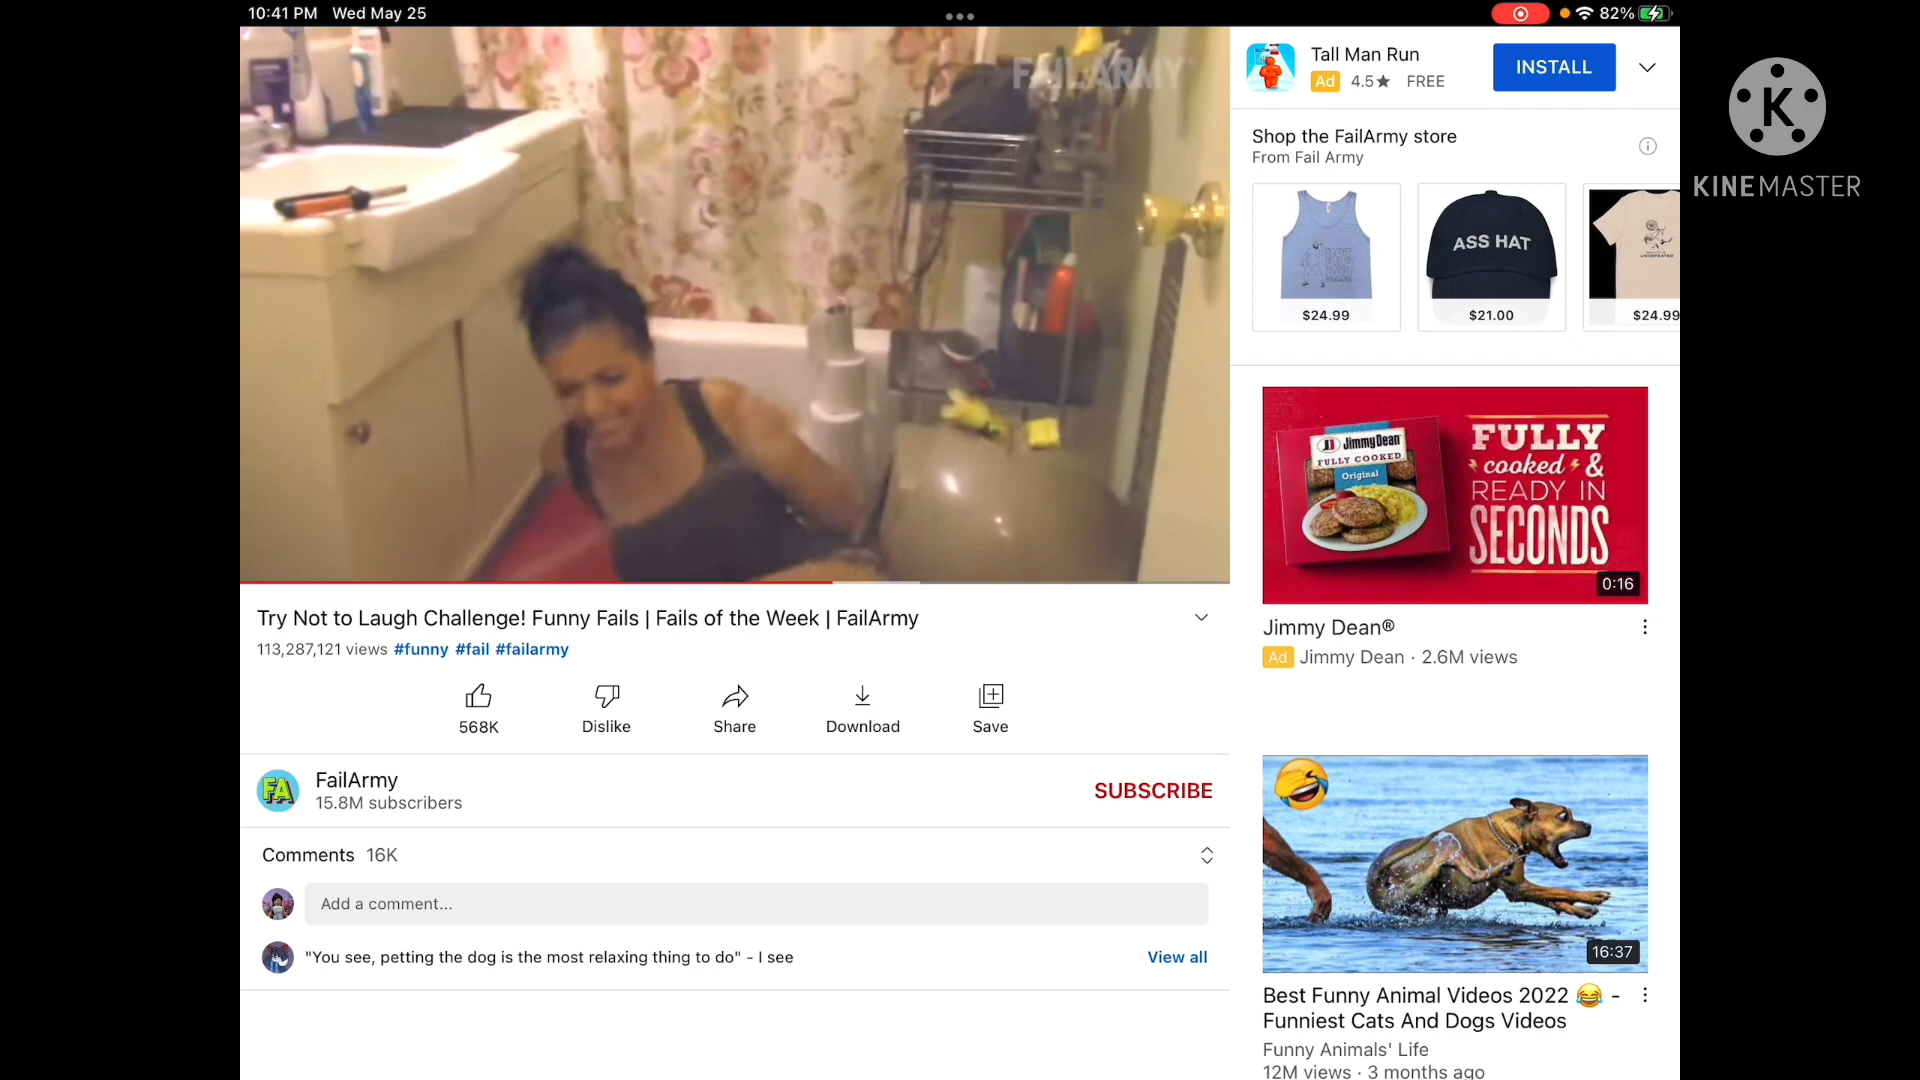 10:41 PM Wed May 25
82%
FAILARMY
Try Not to Laugh Challenge! Funny Fails | Fails of the Week | FailArmy
113,287,121 views #funny #fail #failarmy
568K
Dislike
Share
Download
Save
FA
FailArmy
15.8M subscribers
SUBSCRIBE
Comments 16K
Add a comment...
"You see, petting the dog is the most relaxing thing to do" - I see
View all
Tall Man Run
Ad 4.5★ FREE
INSTALL
Shop the FailArmy store
From Fail Army
$24.99
ASS HAT
$21.00
UNDEFEATED
$24.99
Jimmy Dean
FULLY COOKED
Original
FULLY
cooked &
READY IN
SECONDS
0:16
Jimmy Dean®
Ad Jimmy Dean · 2.6M views
16:37
Best Funny Animal Videos 2022 😂 -
Funniest Cats And Dogs Videos
Funny Animals' Life
12M views · 3 months ago
K
KINEMASTER